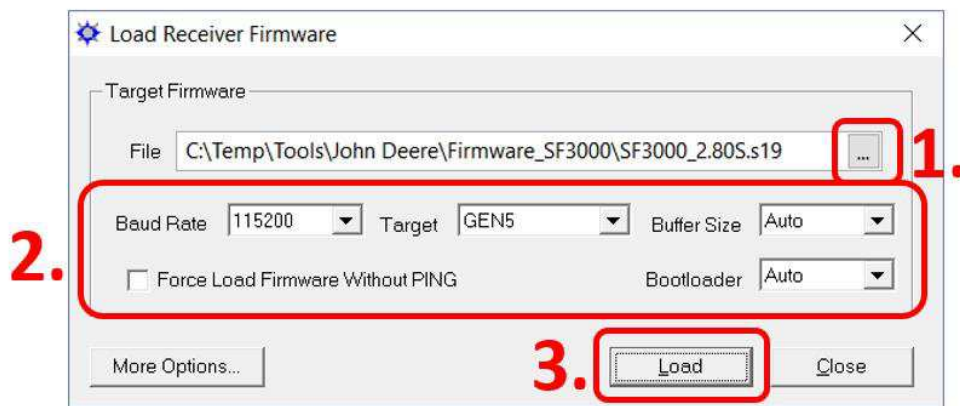 Load Receiver Firmware
Target Firmware
File C:\Temp\Tools\John Deere\Firmware_SF3000\SF3000_2.80S.s19 ... 1.
2. Baud Rate 115200 Target GEN5 Buffer Size Auto
Force Load Firmware Without PING Bootloader Auto
More Options... 3. Load Close